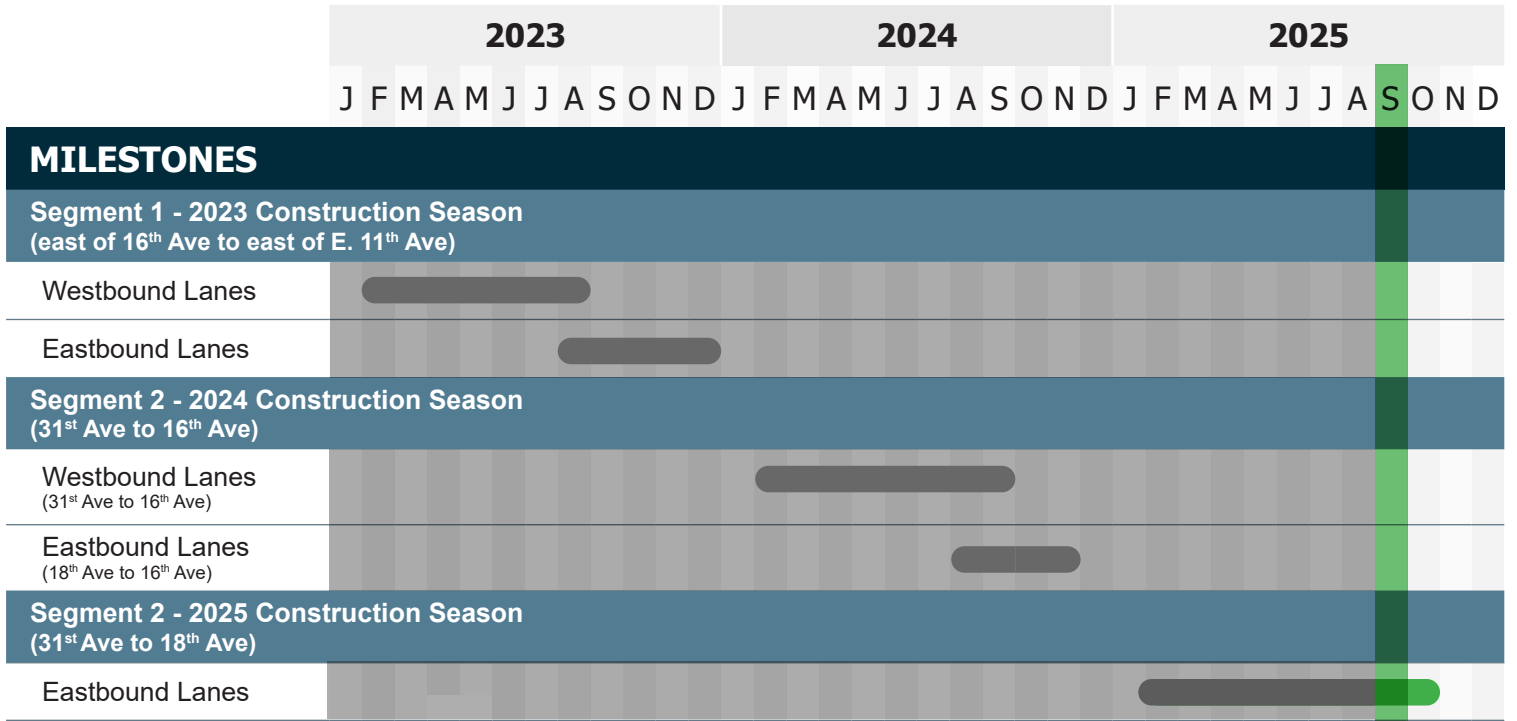 2023 2024 2025
J F M A M J J A S O N D J F M A M J J A S O N D J F M A M J J A S O N D
MILESTONES
Segment 1 - 2023 Construction Season
(east of 16th Ave to east of E. 11th Ave)
Westbound Lanes
Eastbound Lanes
Segment 2 - 2024 Construction Season
(31st Ave to 16th Ave)
Westbound Lanes
(31st Ave to 16th Ave)
Eastbound Lanes
(18th Ave to 16th Ave)
Segment 2 - 2025 Construction Season
(31st Ave to 18th Ave)
Eastbound Lanes